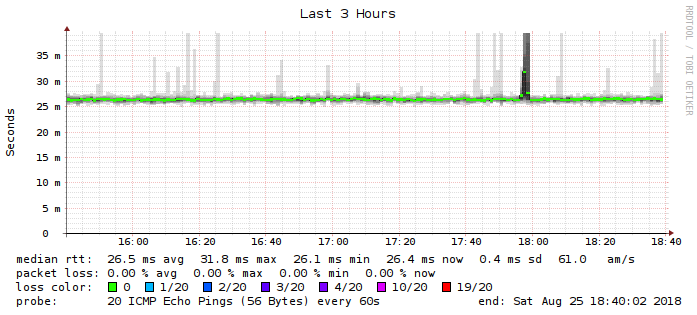 Last 3 Hours
RRDTOOL / TOBI OETIKER
Seconds
35 m
30 m
25 m
20 m
15 m
10 m
5 m
0
16:00 16:20 16:40 17:00 17:20 17:40 18:00 18:20 18:40
median rtt: 26.5 ms avg 31.8 ms max 26.1 ms min 26.4 ms now 0.4 ms sd 61.0 am/s
packet loss: 0.00 % avg 0.00 % max 0.00 % min 0.00 % now
loss color: 0 1/20 2/20 3/20 4/20 10/20 19/20
probe: 20 ICMP Echo Pings (56 Bytes) every 60s end: Sat Aug 25 18:40:02 2018